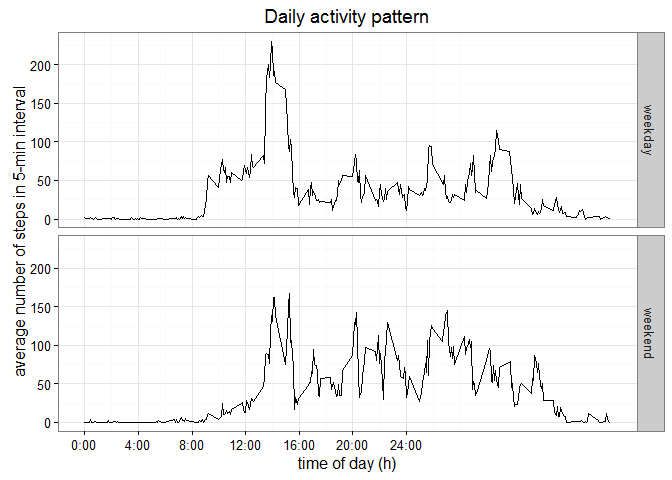 Daily activity pattern
average number of steps in 5-min interval
200
150
100
50
0
weekday
200
150
100
50
0
weekend
0:00 4:00 8:00 12:00 16:00 20:00 24:00
time of day (h)